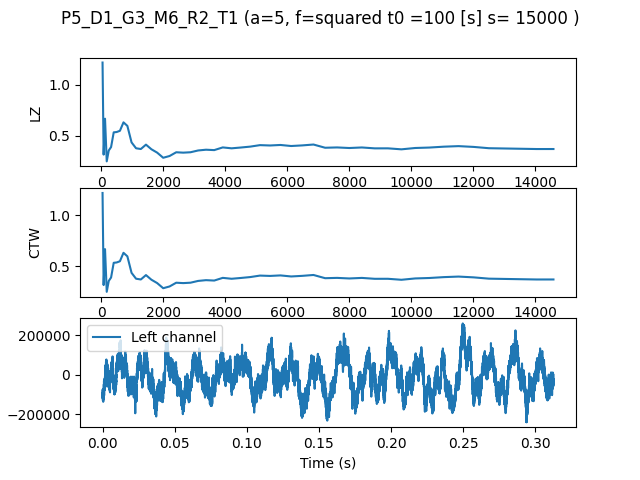 P5_D1_G3_M6_R2_T1 (a=5, f=squared t0 =100 [s] s= 15000 )
1.0
0.5
LZ
0 2000 4000 6000 8000 10000 12000 14000
1.0
0.5
CTW
0 2000 4000 6000 8000 10000 12000 14000
Left channel
200000
0
−200000
0.00 0.05 0.10 0.15 0.20 0.25 0.30
Time (s)